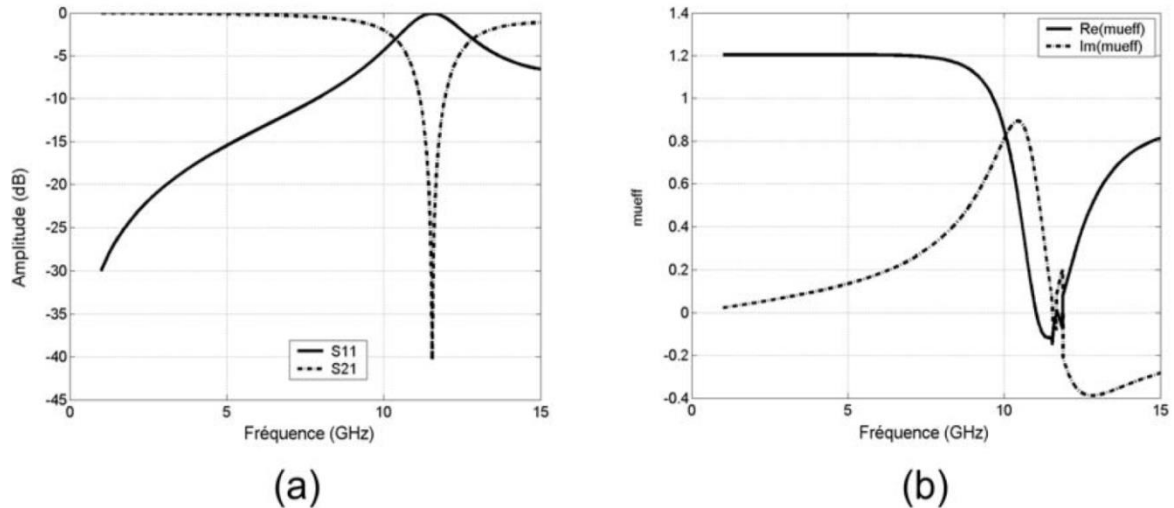 0
-5
-10
-15
-20
-25
-30
-35
-40
-45
Amplitude (dB)
S11
S21
0
5
10
15
Fréquence (GHz)
(a)
1.4
1.2
1
0.8
0.6
0.4
0.2
0
-0.2
-0.4
mueff
Re(mueff)
Im(mueff)
5
10
15
Fréquence (GHz)
(b)